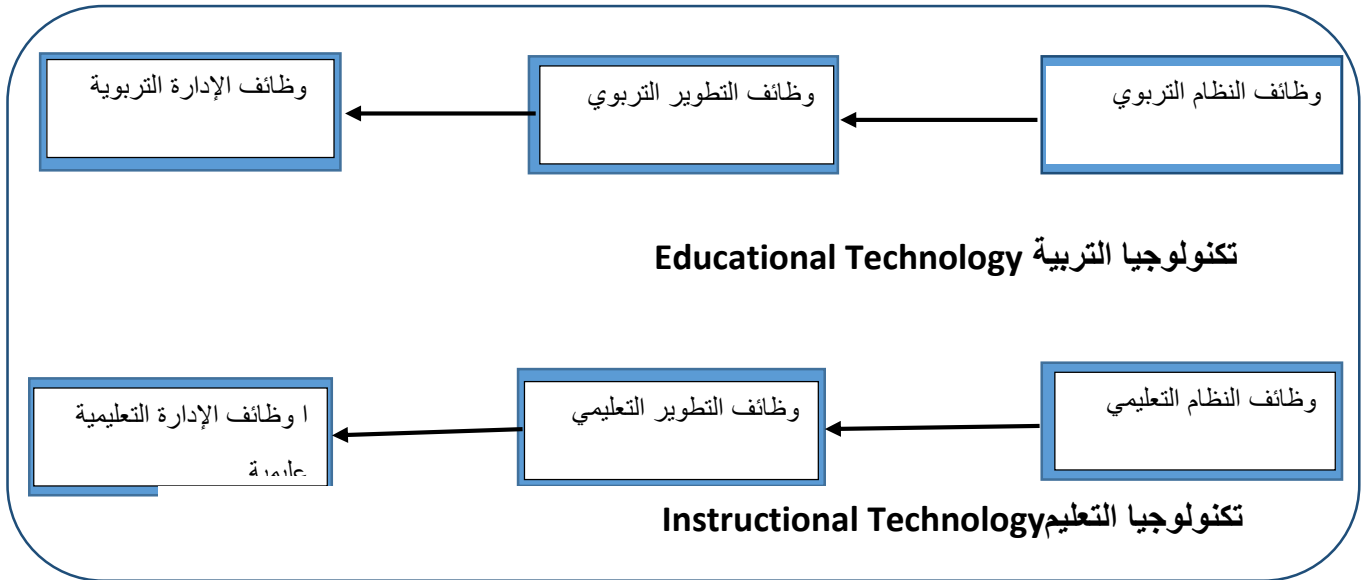 وظائف النظام التربوي
وظائف التطوير التربوي
وظائف الإدارة التربوية
تكنولوجيا التربية Educational Technology
وظائف النظام التعليمي
وظائف التطوير التعليمي
ا وظائف الإدارة التعليمية
عليمية
تكنولوجيا التعليمInstructional Technology